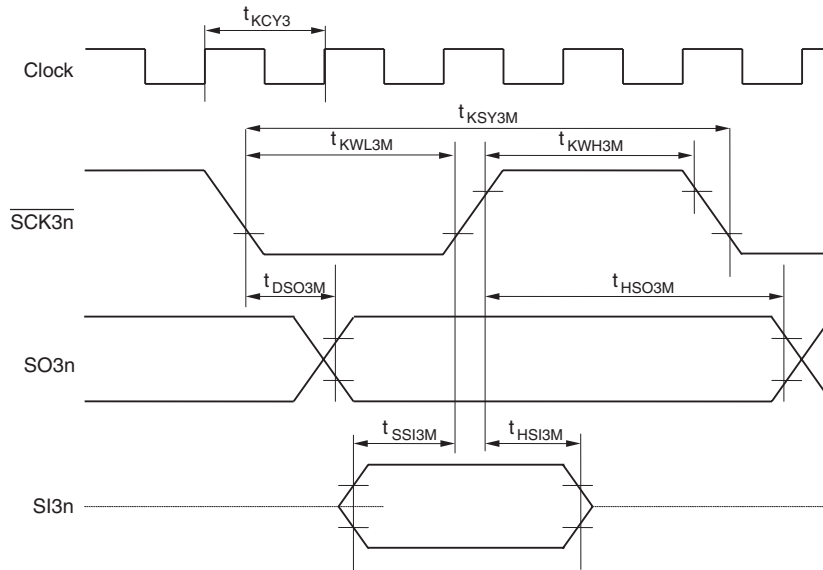 tKCY3
Clock
tKSY3M
tKWL3M
tKWH3M
SCK3n
tDSO3M
tHSO3M
SO3n
tSSI3M
tHSI3M
SI3n